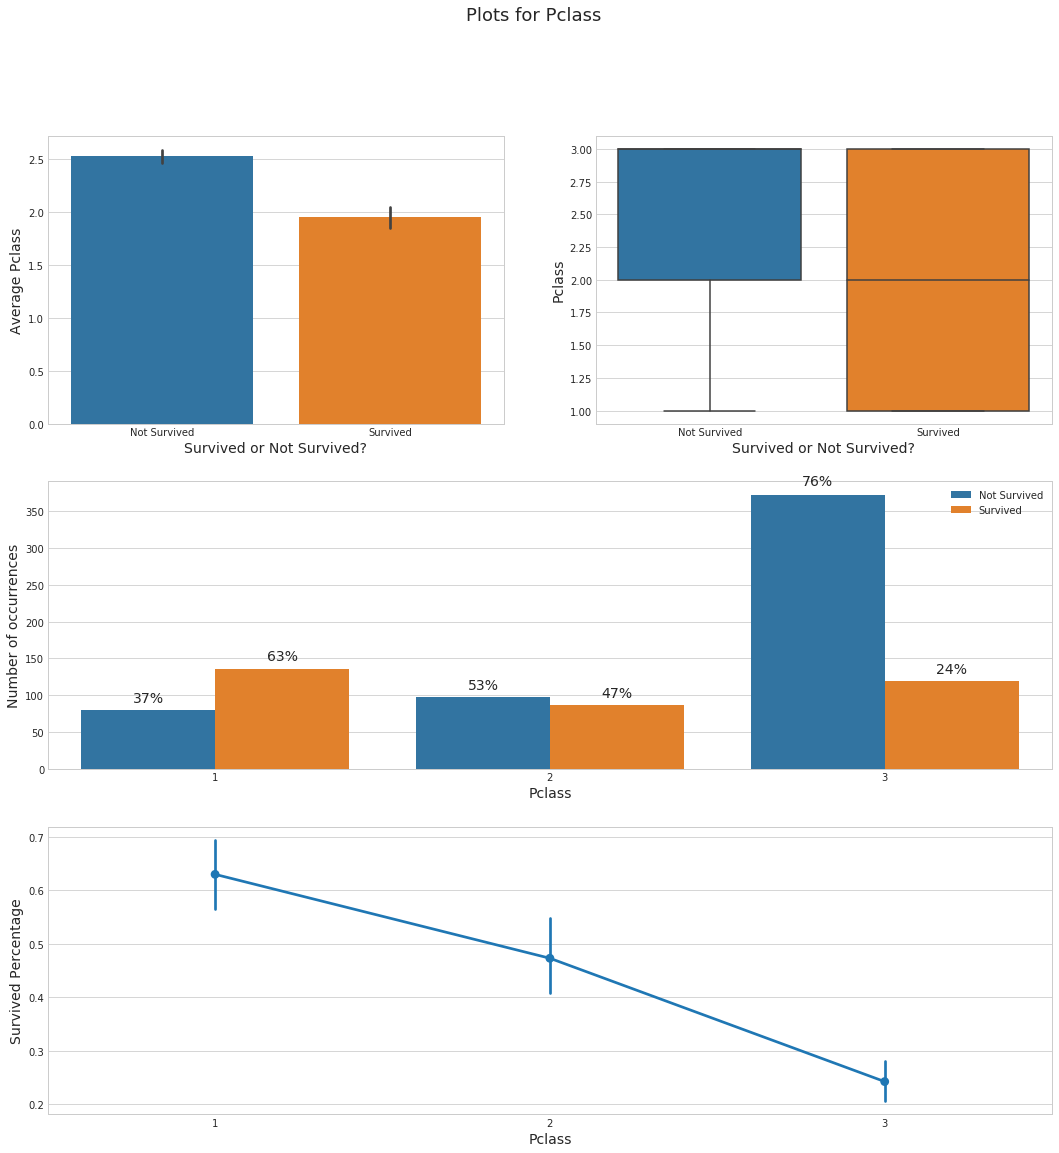 Plots for Pclass
Average Pclass
2.5
2.0
1.5
1.0
0.5
0.0
Not Survived Survived
Survived or Not Survived?
Pclass
3.00
2.75
2.50
2.25
2.00
1.75
1.50
1.25
1.00
Not Survived Survived
Survived or Not Survived?
Number of occurrences
350
300
250
200
150
100
50
0
37%
63%
53%
47%
76%
24%
Not Survived
Survived
1 2 3
Pclass
Survived Percentage
0.7
0.6
0.5
0.4
0.3
0.2
1 2 3
Pclass